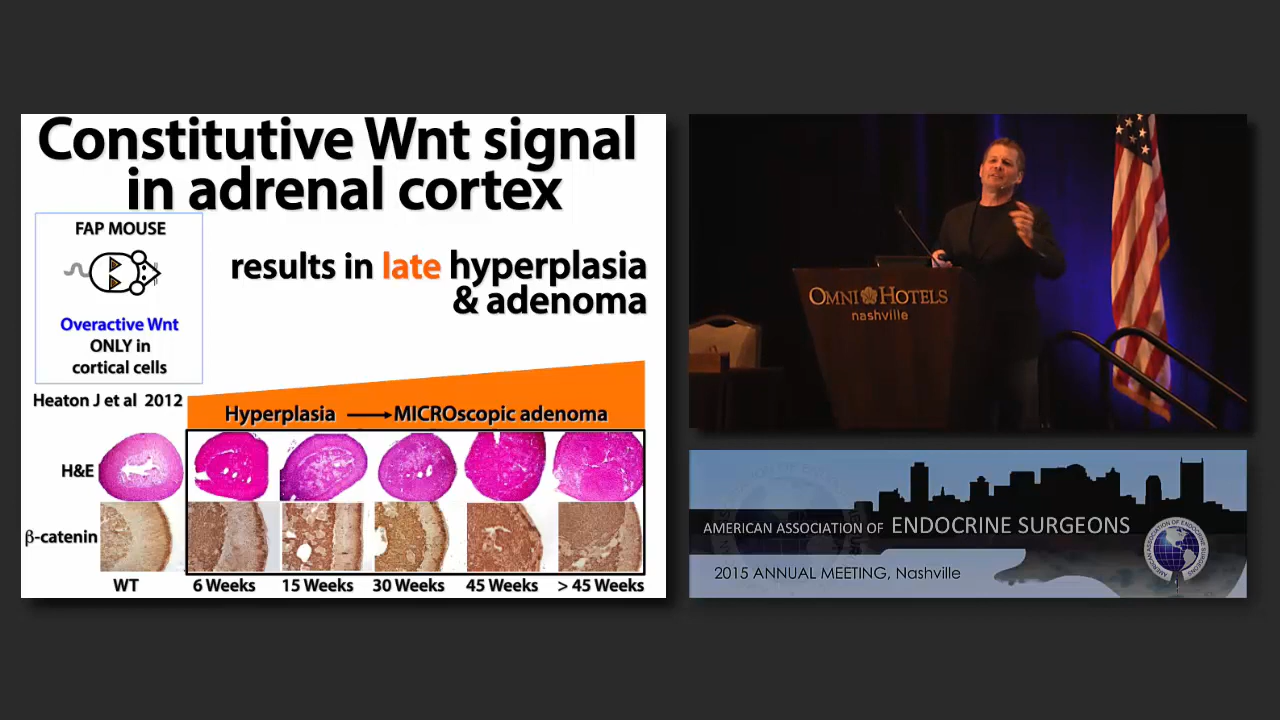 Constitutive Wnt signal
in adrenal cortex
FAP MOUSE
Overactive Wnt
ONLY in
cortical cells
results in late hyperplasia
& adenoma
Heaton J et al 2012
Hyperplasia
MICROscopic adenoma
H&E
β-catenin
WT
6 Weeks
15 Weeks
30 Weeks
45 Weeks
> 45 Weeks
OMNI HOTELS
nashville
AMERICAN ASSOCIATION OF ENDOCRINE SURGEONS
2015 ANNUAL MEETING, Nashville